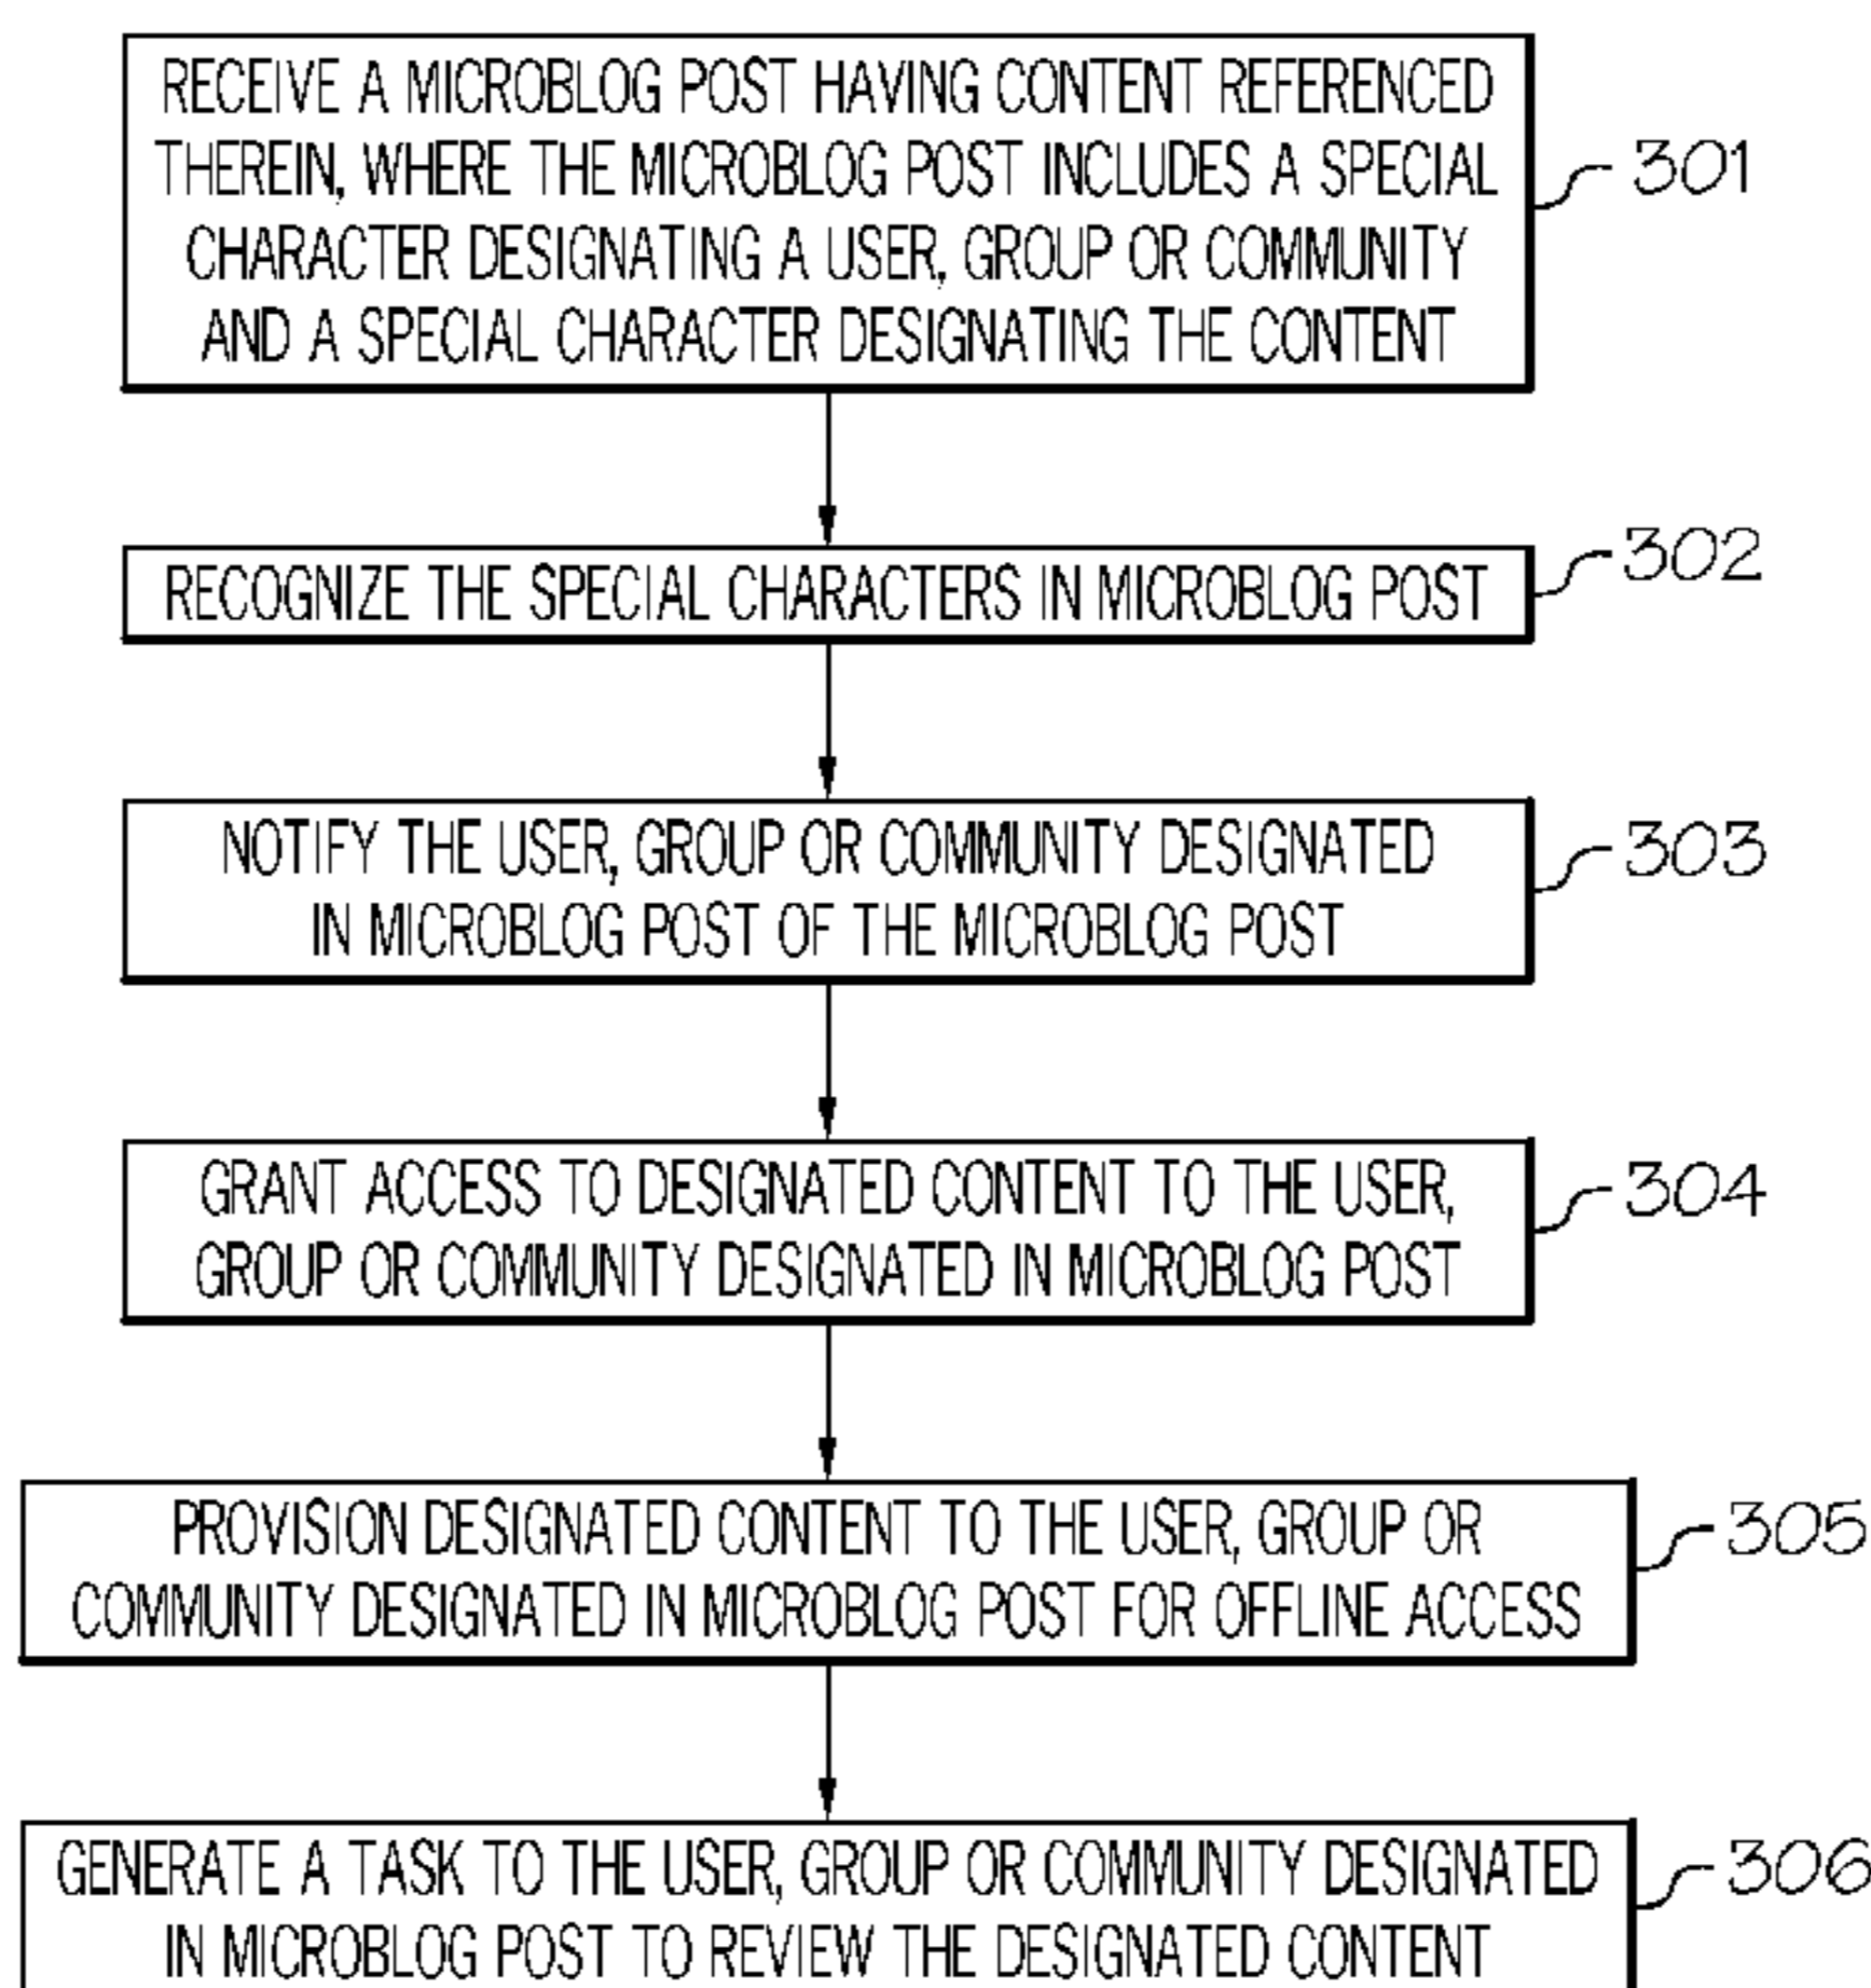 RECEIVE A MICROBLOG POST HAVING CONTENT REFERENCED
THEREIN, WHERE THE MICROBLOG POST INCLUDES A SPECIAL
CHARACTER DESIGNATING A USER, GROUP OR COMMUNITY
AND A SPECIAL CHARACTER DESIGNATING THE CONTENT
301
RECOGNIZE THE SPECIAL CHARACTERS IN MICROBLOG POST
302
NOTIFY THE USER, GROUP OR COMMUNITY DESIGNATED
IN MICROBLOG POST OF THE MICROBLOG POST
303
GRANT ACCESS TO DESIGNATED CONTENT TO THE USER,
GROUP OR COMMUNITY DESIGNATED IN MICROBLOG POST
304
PROVISION DESIGNATED CONTENT TO THE USER, GROUP OR
COMMUNITY DESIGNATED IN MICROBLOG POST FOR OFFLINE ACCESS
305
GENERATE A TASK TO THE USER, GROUP OR COMMUNITY DESIGNATED
IN MICROBLOG POST TO REVIEW THE DESIGNATED CONTENT
306